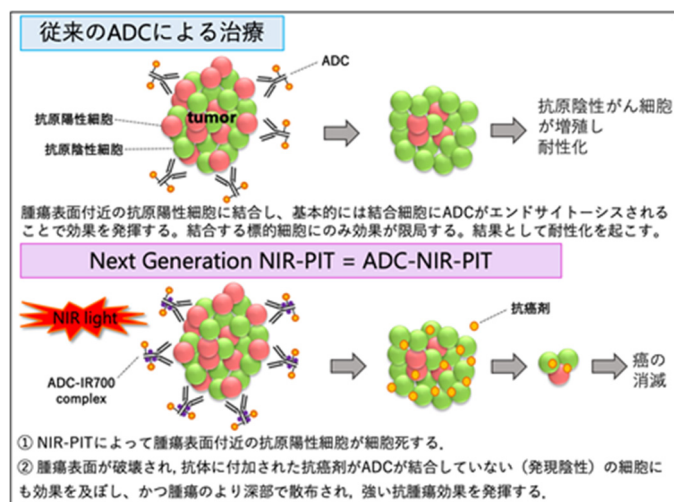 従来のADCによる治療
ADC
tumor
抗原陽性細胞
抗原陰性細胞
抗原陰性がん細胞
が増殖し
耐性化
腫瘍表面付近の抗原陽性細胞に結合し、基本的には結合細胞にADCがエンドサイトーシスされる
ことで効果を発揮する。結合する標的細胞にのみ効果が限局する。結果として耐性化を起こす。
Next Generation NIR-PIT = ADC-NIR-PIT
NIR light
抗癌剤
ADC-IR700
complex
癌の
消滅
① NIR-PITによって腫瘍表面付近の抗原陽性細胞が細胞死する.
② 腫瘍表面が破壊され, 抗体に付加された抗癌剤がADCが結合していない（発現陰性）の細胞に
も効果を及ぼし、かつ腫瘍のより深部で散布され, 強い抗腫瘍効果を発揮する.